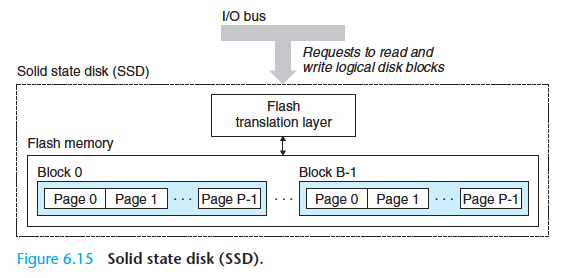 I/O bus
Requests to read and
write logical disk blocks
Solid state disk (SSD)
Flash
translation layer
Flash memory
Block 0
Block B-1
Page 0 Page 1 ··· Page P-1 ··· Page 0 Page 1 ··· Page P-1
Figure 6.15 Solid state disk (SSD).